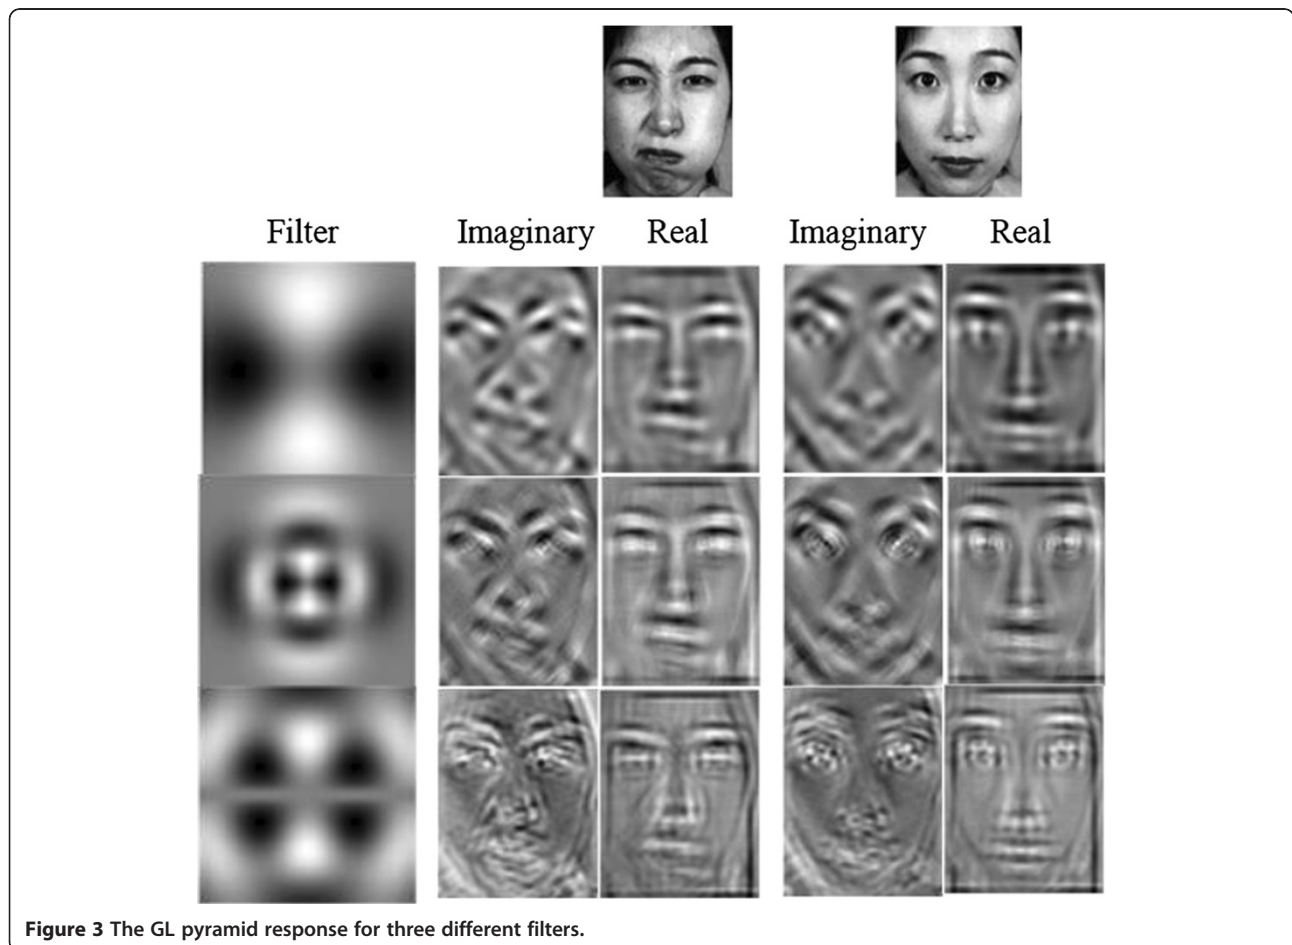 Filter Imaginary Real Imaginary Real
Figure 3 The GL pyramid response for three different filters.